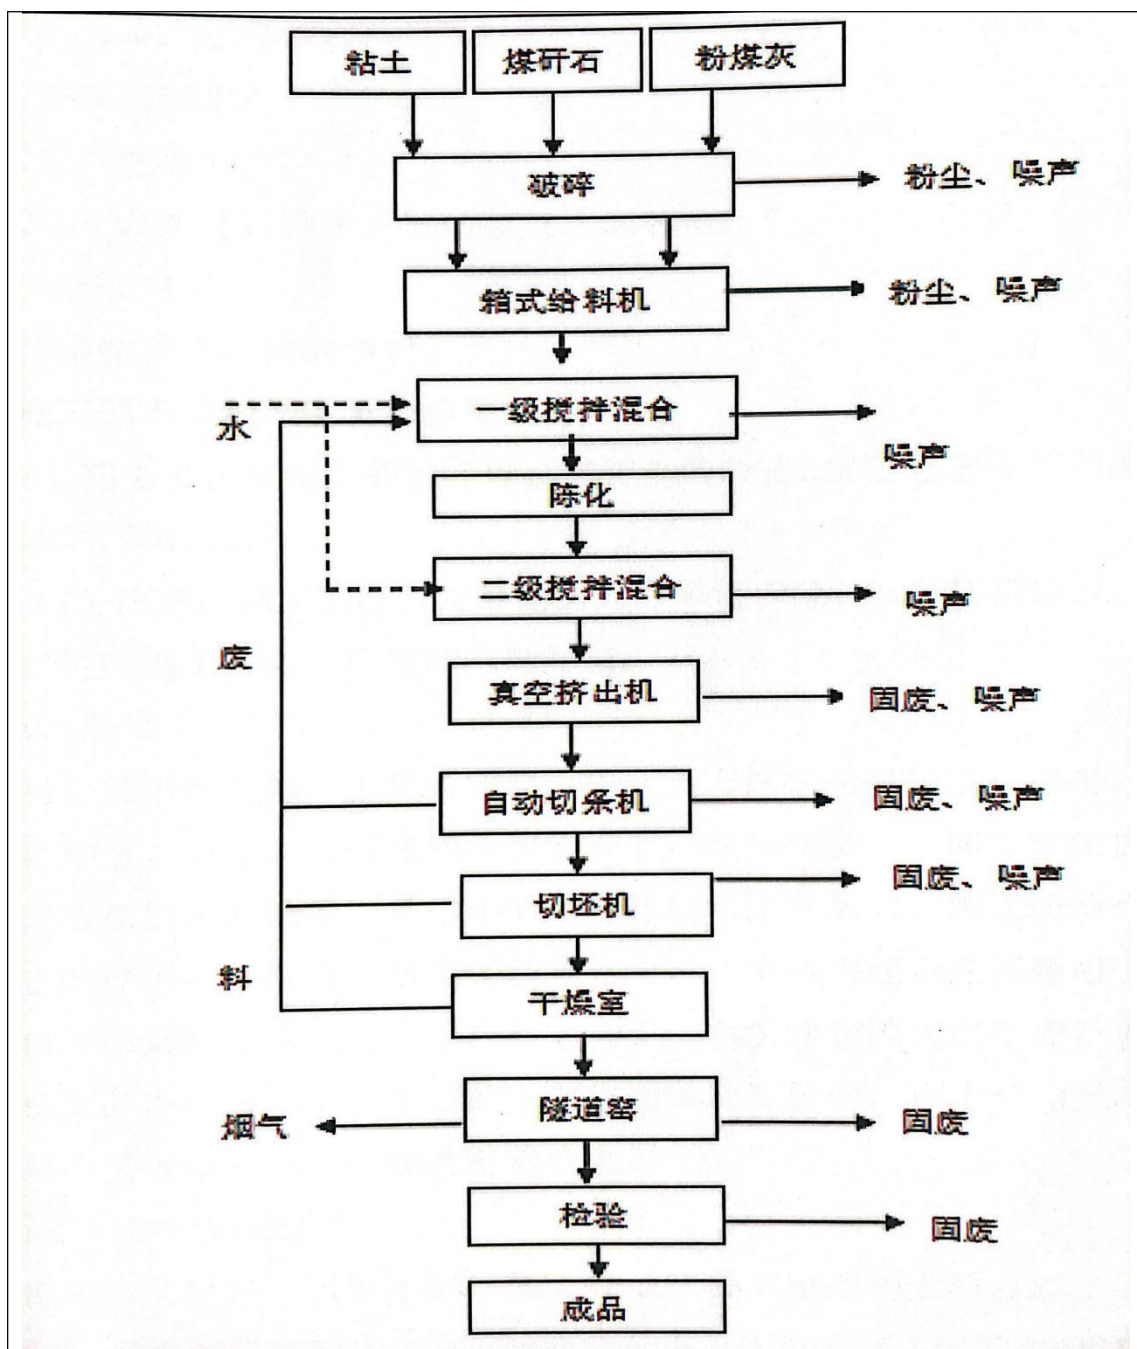 粘土 煤矸石 粉煤灰
破碎 粉尘、噪声
箱式给料机 粉尘、噪声
水 一级搅拌混合 噪声
陈化
二级搅拌混合 噪声
废
真空挤出机 固废、噪声
自动切条机 固废、噪声
切坯机 固废、噪声
料
干燥室
烟气 隧道窑 固废
检验 固废
成品